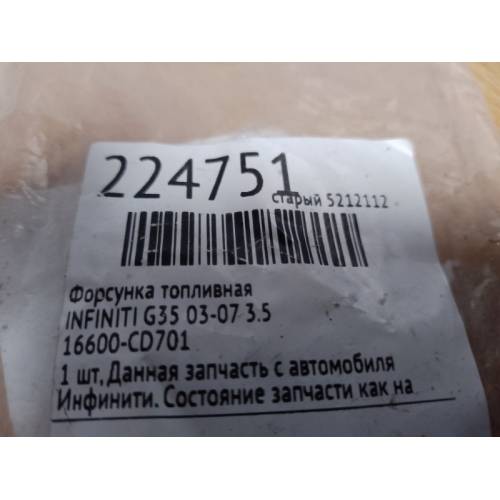 224751
старый 5212112
Форсунка топливная
INFINITI G35 03-07 3.5
16600-CD701
1 шт, Данная запчасть с автомобиля
Инфинити. Состояние запчасти как на